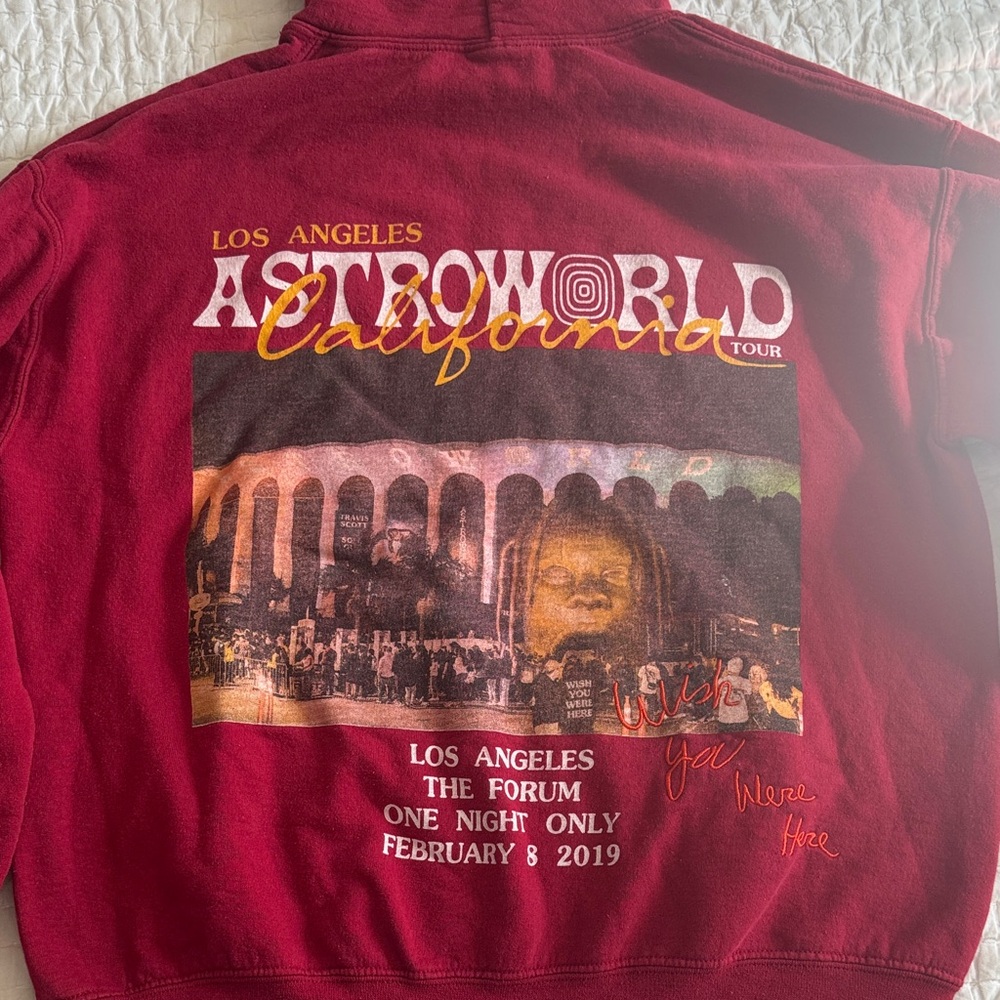 LOS ANGELES
ASTROWORLD
California
TOUR
O W O R L D
TRAVIS
SCOTT
WISH
YOU
WERE
HERE
Wish
You
Were
Here
LOS ANGELES
THE FORUM
ONE NIGHT ONLY
FEBRUARY 8 2019